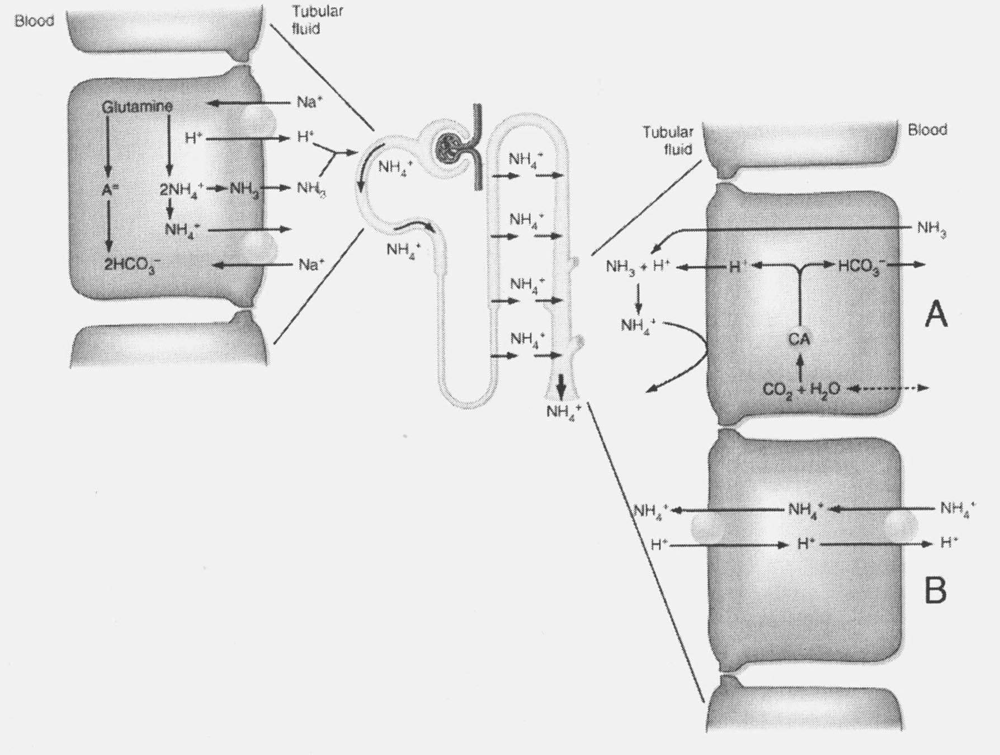 Blood
Tubular
fluid
Glutamine
Na⁺
H⁺
H⁺
A⁼
2NH₄⁺
NH₃
NH₃
NH₄⁺
2HCO₃⁻
Na⁺
NH₄⁺
NH₄⁺
NH₄⁺
NH₄⁺
NH₄⁺
NH₄⁺
NH₄⁺
Tubular
fluid
Blood
NH₃
NH₃ + H⁺
H⁺
HCO₃⁻
NH₄⁺
CA
CO₂ + H₂O
A
NH₄⁺
NH₄⁺
NH₄⁺
H⁺
H⁺
H⁺
B